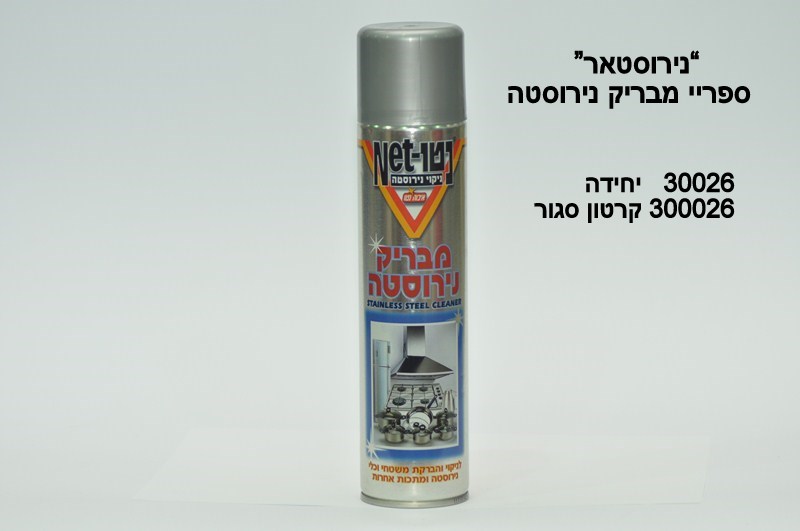 “נירוסטאר”
ספריי מבריק נירוסטה
30026 יחידה
300026 קרטון סגור
Net-נטו
ניקוי נירוסטה
מבריק
נירוסטה
STAINLESS STEEL CLEANER
לניקוי והברקת משטחי וכלי
נירוסטה ומתכות אחרות